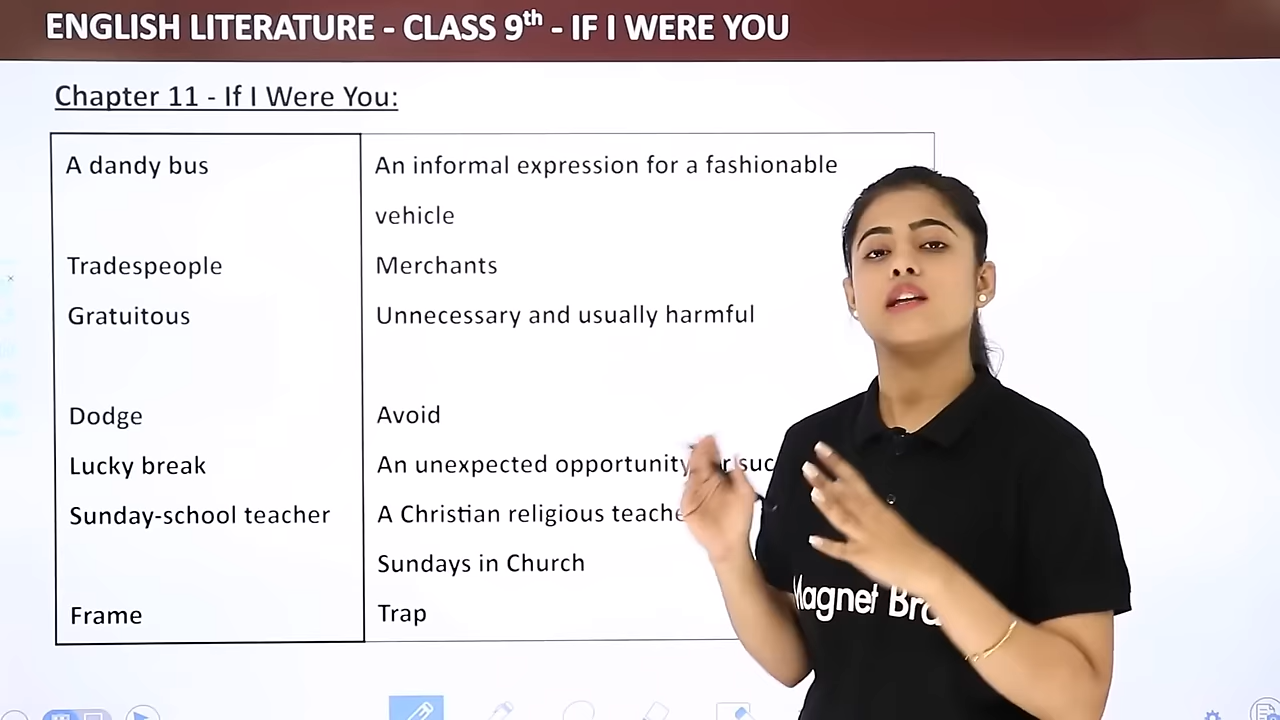 ENGLISH LITERATURE - CLASS 9th - IF I WERE YOU
Chapter 11 - If I Were You:
A dandy bus An informal expression for a fashionable
vehicle
Tradespeople Merchants
Gratuitous Unnecessary and usually harmful
Dodge Avoid
Lucky break An unexpected opportunity
Sunday-school teacher A Christian religious
Sundays in Church
Frame Trap
Magnet